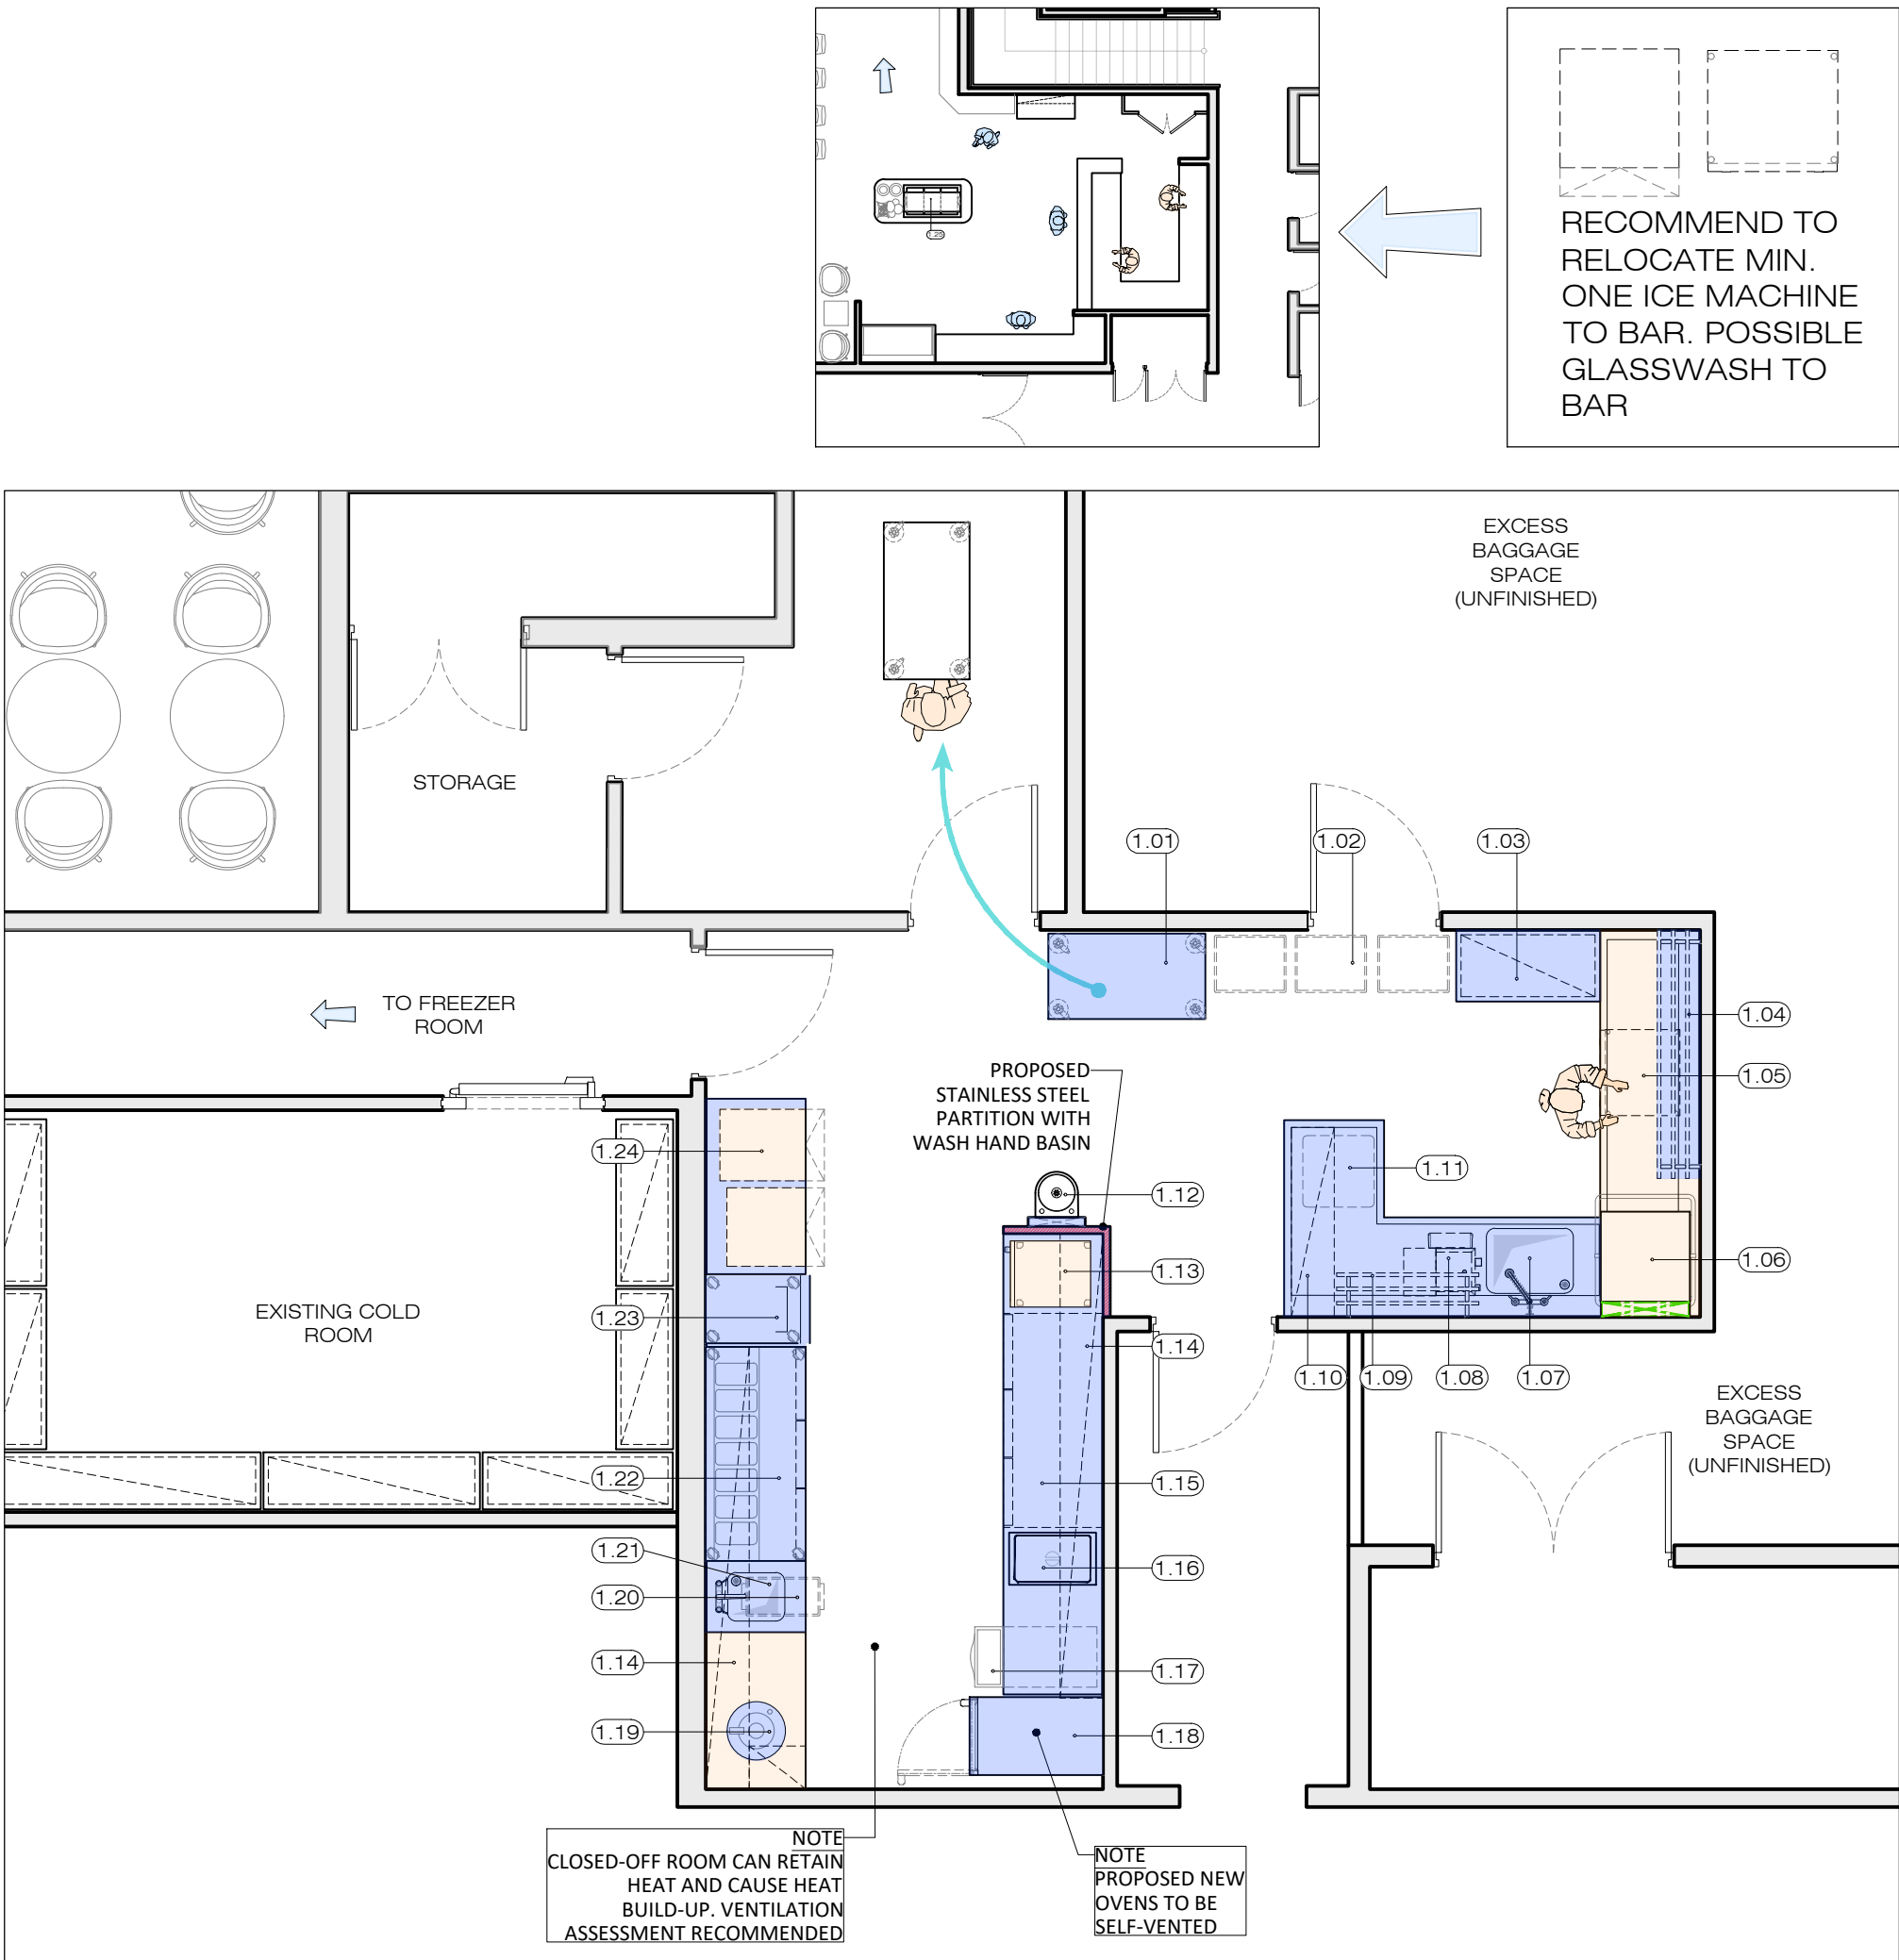 1.25
RECOMMEND TO
RELOCATE MIN.
ONE ICE MACHINE
TO BAR. POSSIBLE
GLASSWASH TO
BAR
EXCESS
BAGGAGE
SPACE
(UNFINISHED)
STORAGE
1.01
1.02
1.03
TO FREEZER
ROOM
1.04
1.05
PROPOSED
STAINLESS STEEL
PARTITION WITH
WASH HAND BASIN
1.24
1.11
1.12
1.13
1.06
EXISTING COLD
ROOM
1.23
1.14
1.10
1.09
1.08
1.07
EXCESS
BAGGAGE
SPACE
(UNFINISHED)
1.22
1.15
1.21
1.16
1.20
1.14
1.17
1.19
1.18
NOTE
CLOSED-OFF ROOM CAN RETAIN
HEAT AND CAUSE HEAT
BUILD-UP. VENTILATION
ASSESSMENT RECOMMENDED
NOTE
PROPOSED NEW
OVENS TO BE
SELF-VENTED